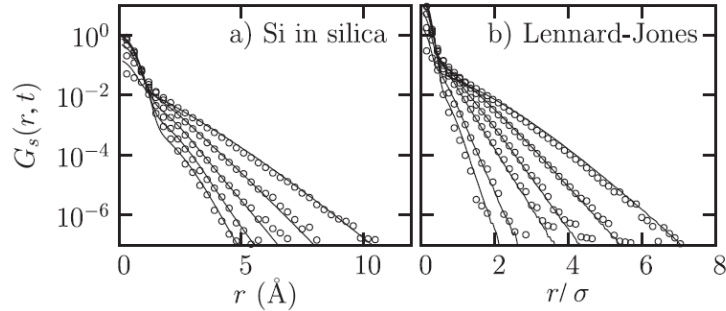 a) Si in silica
b) Lennard-Jones
G_s(r, t)
10^0
10^{-2}
10^{-4}
10^{-6}
0
5
10
0
2
4
6
8
r (Å)
r/ σ